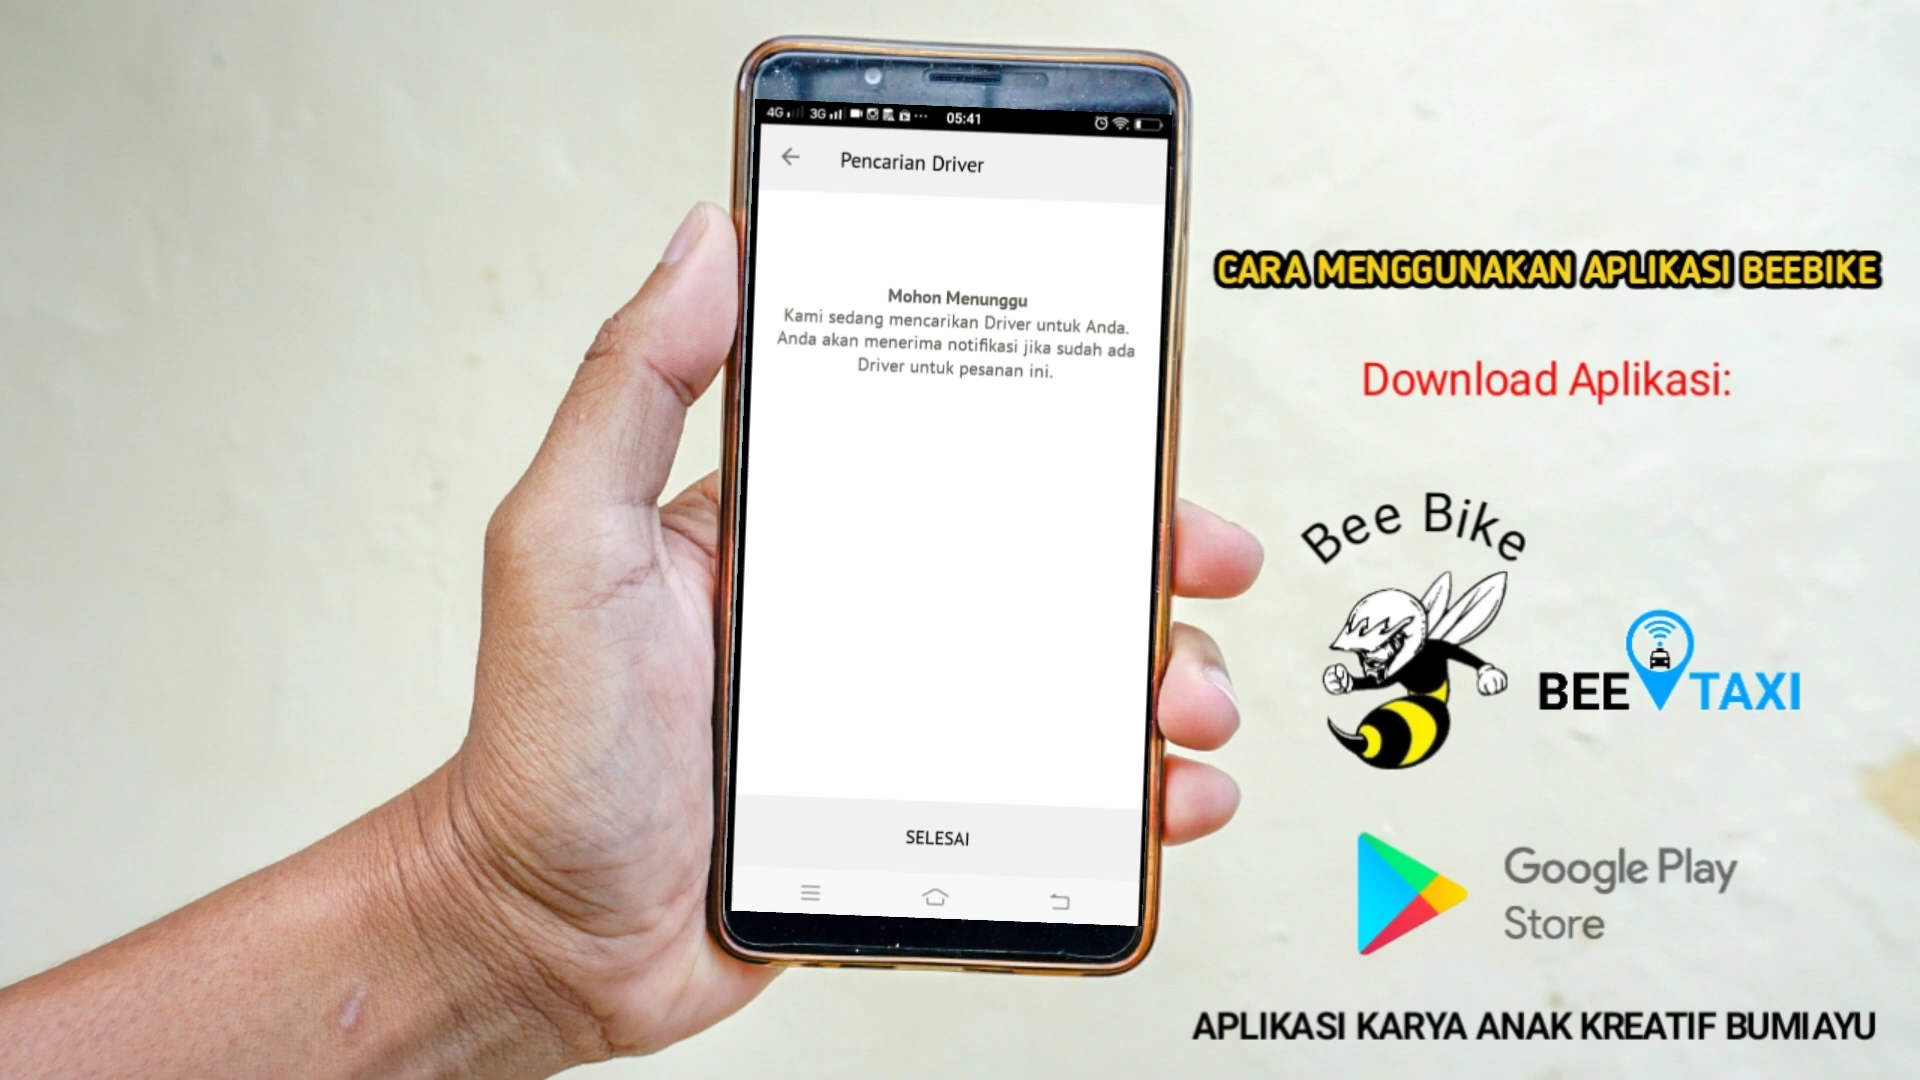 4G 3G 05:41
Pencarian Driver
Mohon Menunggu
Kami sedang mencarikan Driver untuk Anda.
Anda akan menerima notifikasi jika sudah ada
Driver untuk pesanan ini.
SELESAI
CARA MENGGUNAKAN APLIKASI BEEBIKE
Download Aplikasi:
Bee Bike
BEE TAXI
Google Play
Store
APLIKASI KARYA ANAK KREATIF BUMIAYU